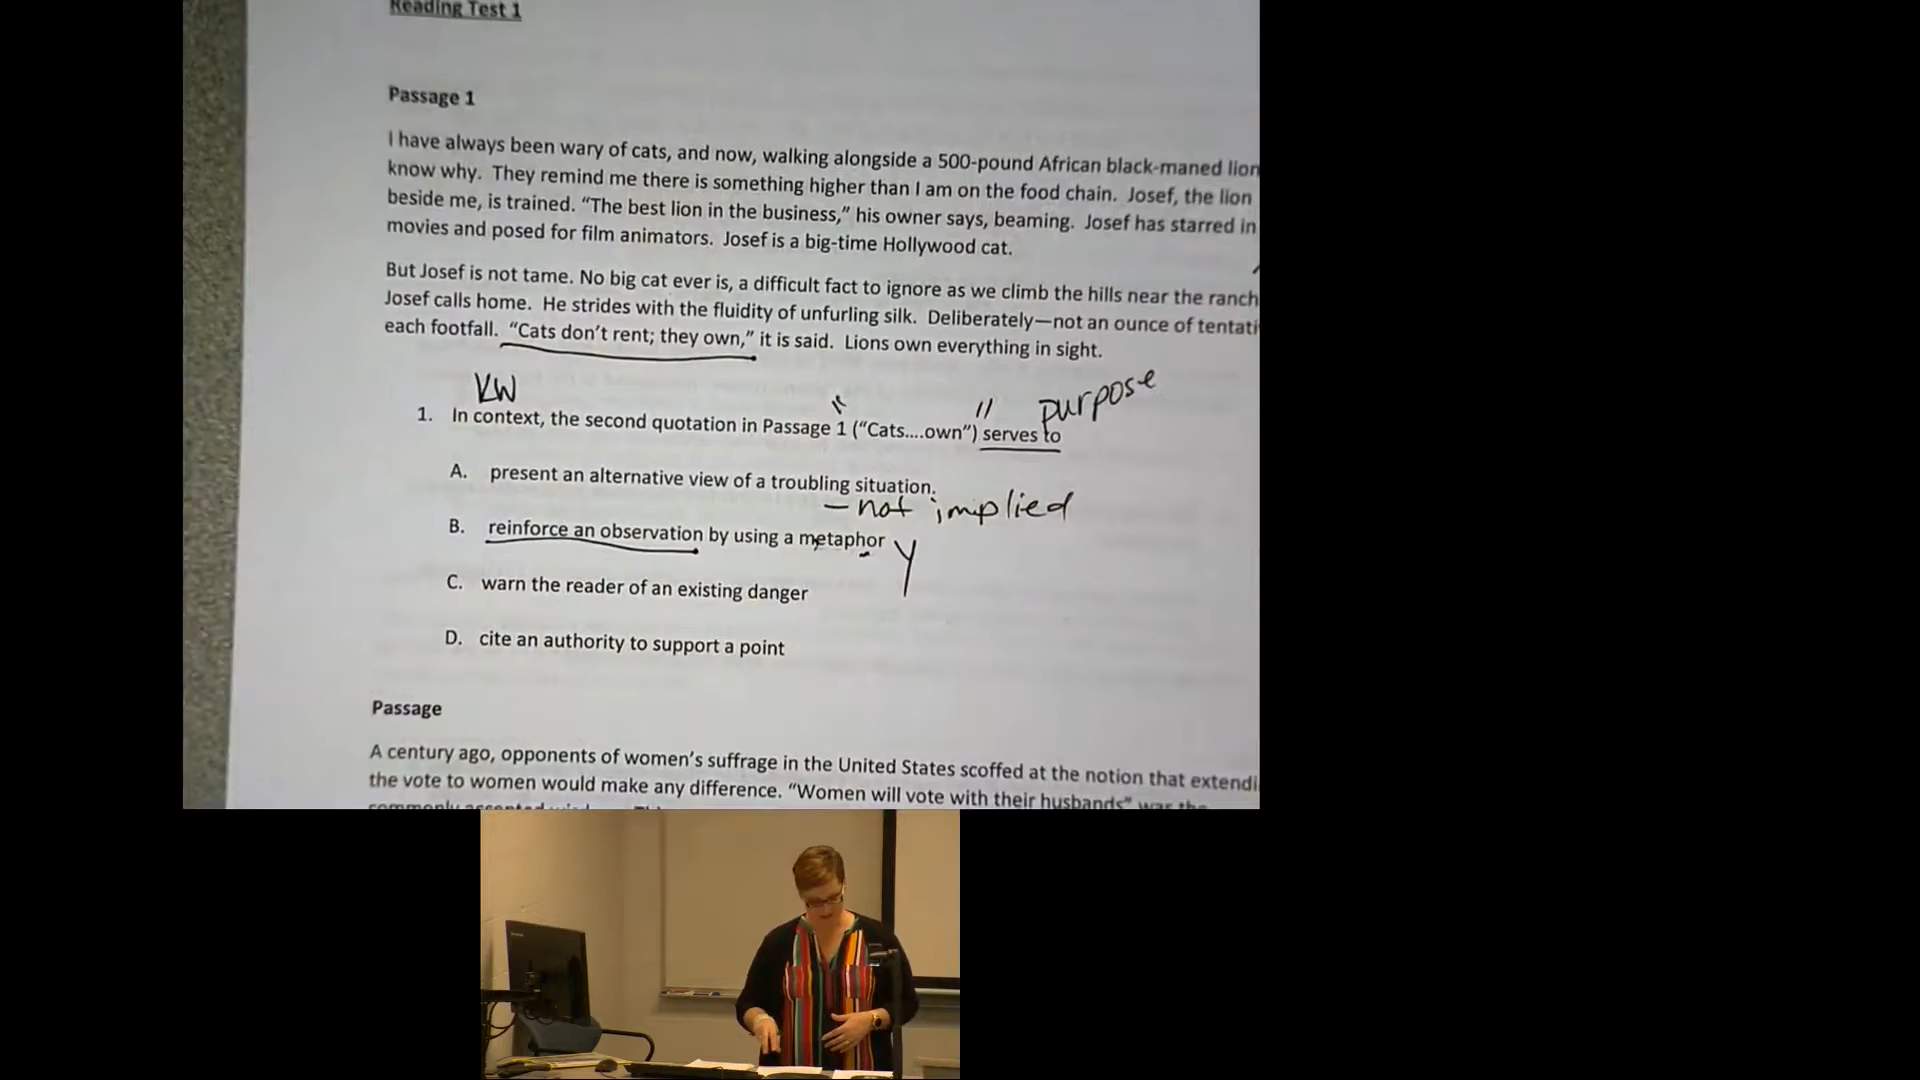 Reading Test 1
Passage 1
I have always been wary of cats, and now, walking alongside a 500-pound African black-maned lion
know why. They remind me there is something higher than I am on the food chain. Josef, the lion
beside me, is trained. “The best lion in the business,” his owner says, beaming. Josef has starred in
movies and posed for film animators. Josef is a big-time Hollywood cat.
But Josef is not tame. No big cat ever is, a difficult fact to ignore as we climb the hills near the ranch
Josef calls home. He strides with the fluidity of unfurling silk. Deliberately—not an ounce of tentati
each footfall. “Cats don’t rent; they own,” it is said. Lions own everything in sight.
KW
purpose
1. In context, the second quotation in Passage 1 (“Cats....own”) serves to
A. present an alternative view of a troubling situation.
– not implied
B. reinforce an observation by using a metaphor Y
C. warn the reader of an existing danger
D. cite an authority to support a point
Passage
A century ago, opponents of women’s suffrage in the United States scoffed at the notion that extendi
the vote to women would make any difference. “Women will vote with their husbands” was the
commonly accepted